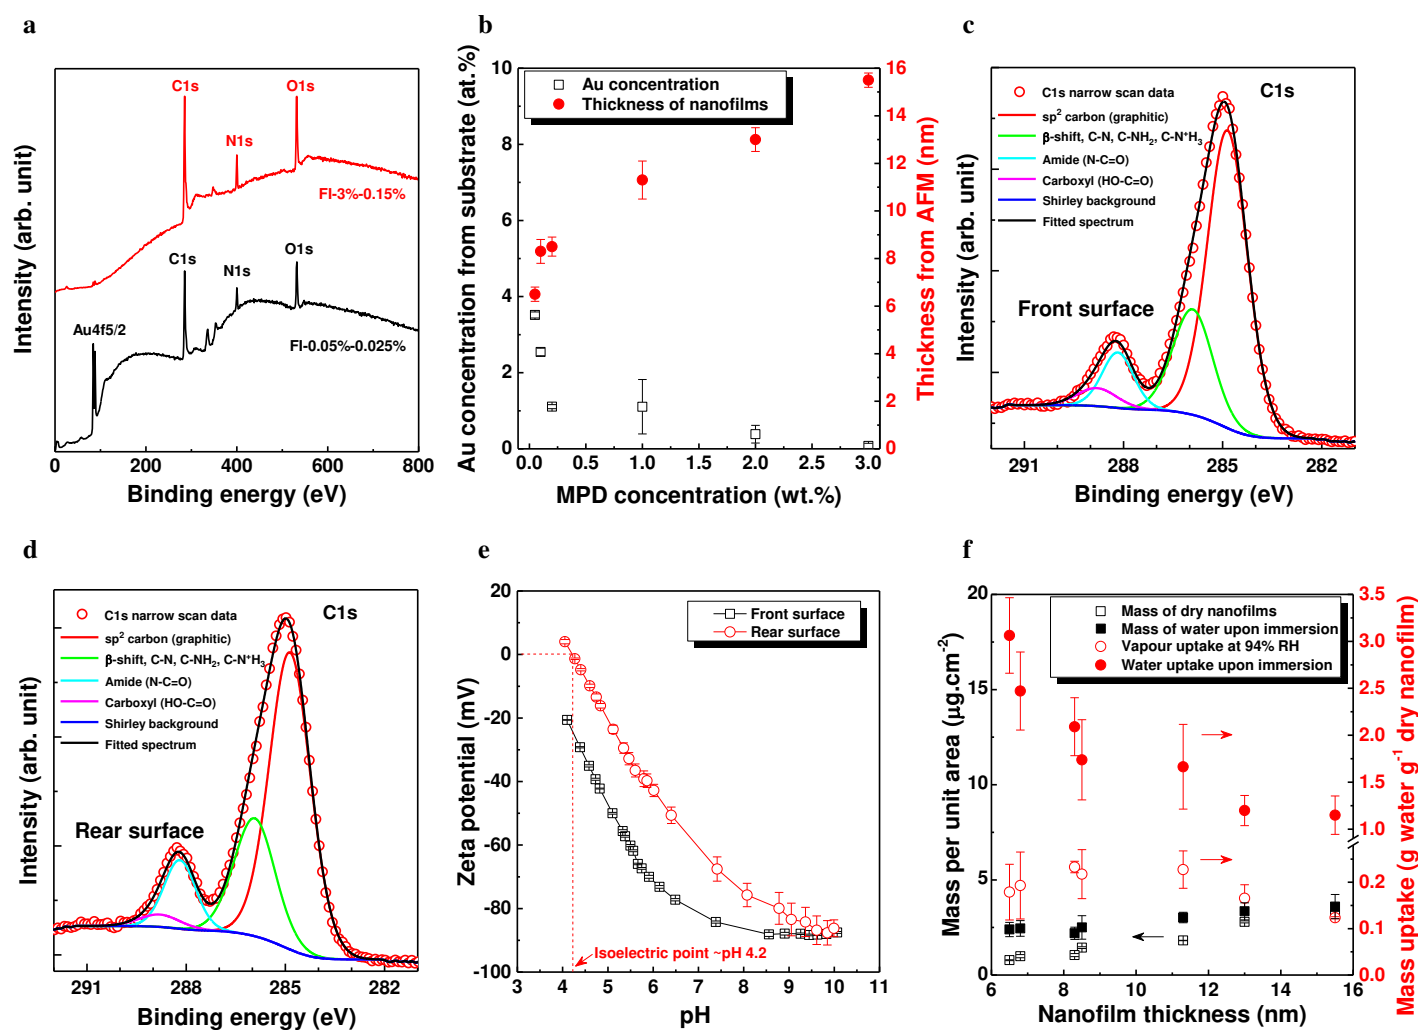 a
C1s
O1s
N1s
FI-3%-0.15%
C1s
O1s
N1s
Au4f5/2
FI-0.05%-0.025%
Intensity (arb. unit)
0 200 400 600 800
Binding energy (eV)
b
Au concentration
Thickness of nanofilms
Au concentration from substrate (at.%)
10
8
6
4
2
0
Thickness from AFM (nm)
16
14
12
10
8
6
4
2
0
0.0 0.5 1.0 1.5 2.0 2.5 3.0
MPD concentration (wt.%)
c
C1s narrow scan data
sp² carbon (graphitic)
β-shift, C-N, C-NH₂, C-N⁺H₃
Amide (N-C=O)
Carboxyl (HO-C=O)
Shirley background
Fitted spectrum
C1s
Front surface
Intensity (arb. unit)
291 288 285 282
Binding energy (eV)
d
C1s narrow scan data
sp² carbon (graphitic)
β-shift, C-N, C-NH₂, C-N⁺H₃
Amide (N-C=O)
Carboxyl (HO-C=O)
Shirley background
Fitted spectrum
C1s
Rear surface
Intensity (arb. unit)
291 288 285 282
Binding energy (eV)
e
Front surface
Rear surface
Isoelectric point ~pH 4.2
Zeta potential (mV)
20
0
-20
-40
-60
-80
-100
3 4 5 6 7 8 9 10 11
pH
f
Mass of dry nanofilms
Mass of water upon immersion
Vapour uptake at 94% RH
Water uptake upon immersion
Mass per unit area (μg.cm⁻²)
20
15
10
5
0
Mass uptake (g water g⁻¹ dry nanofilm)
3.5
3.0
2.5
2.0
1.5
1.0
0.2
0.1
0.0
6 8 10 12 14 16
Nanofilm thickness (nm)